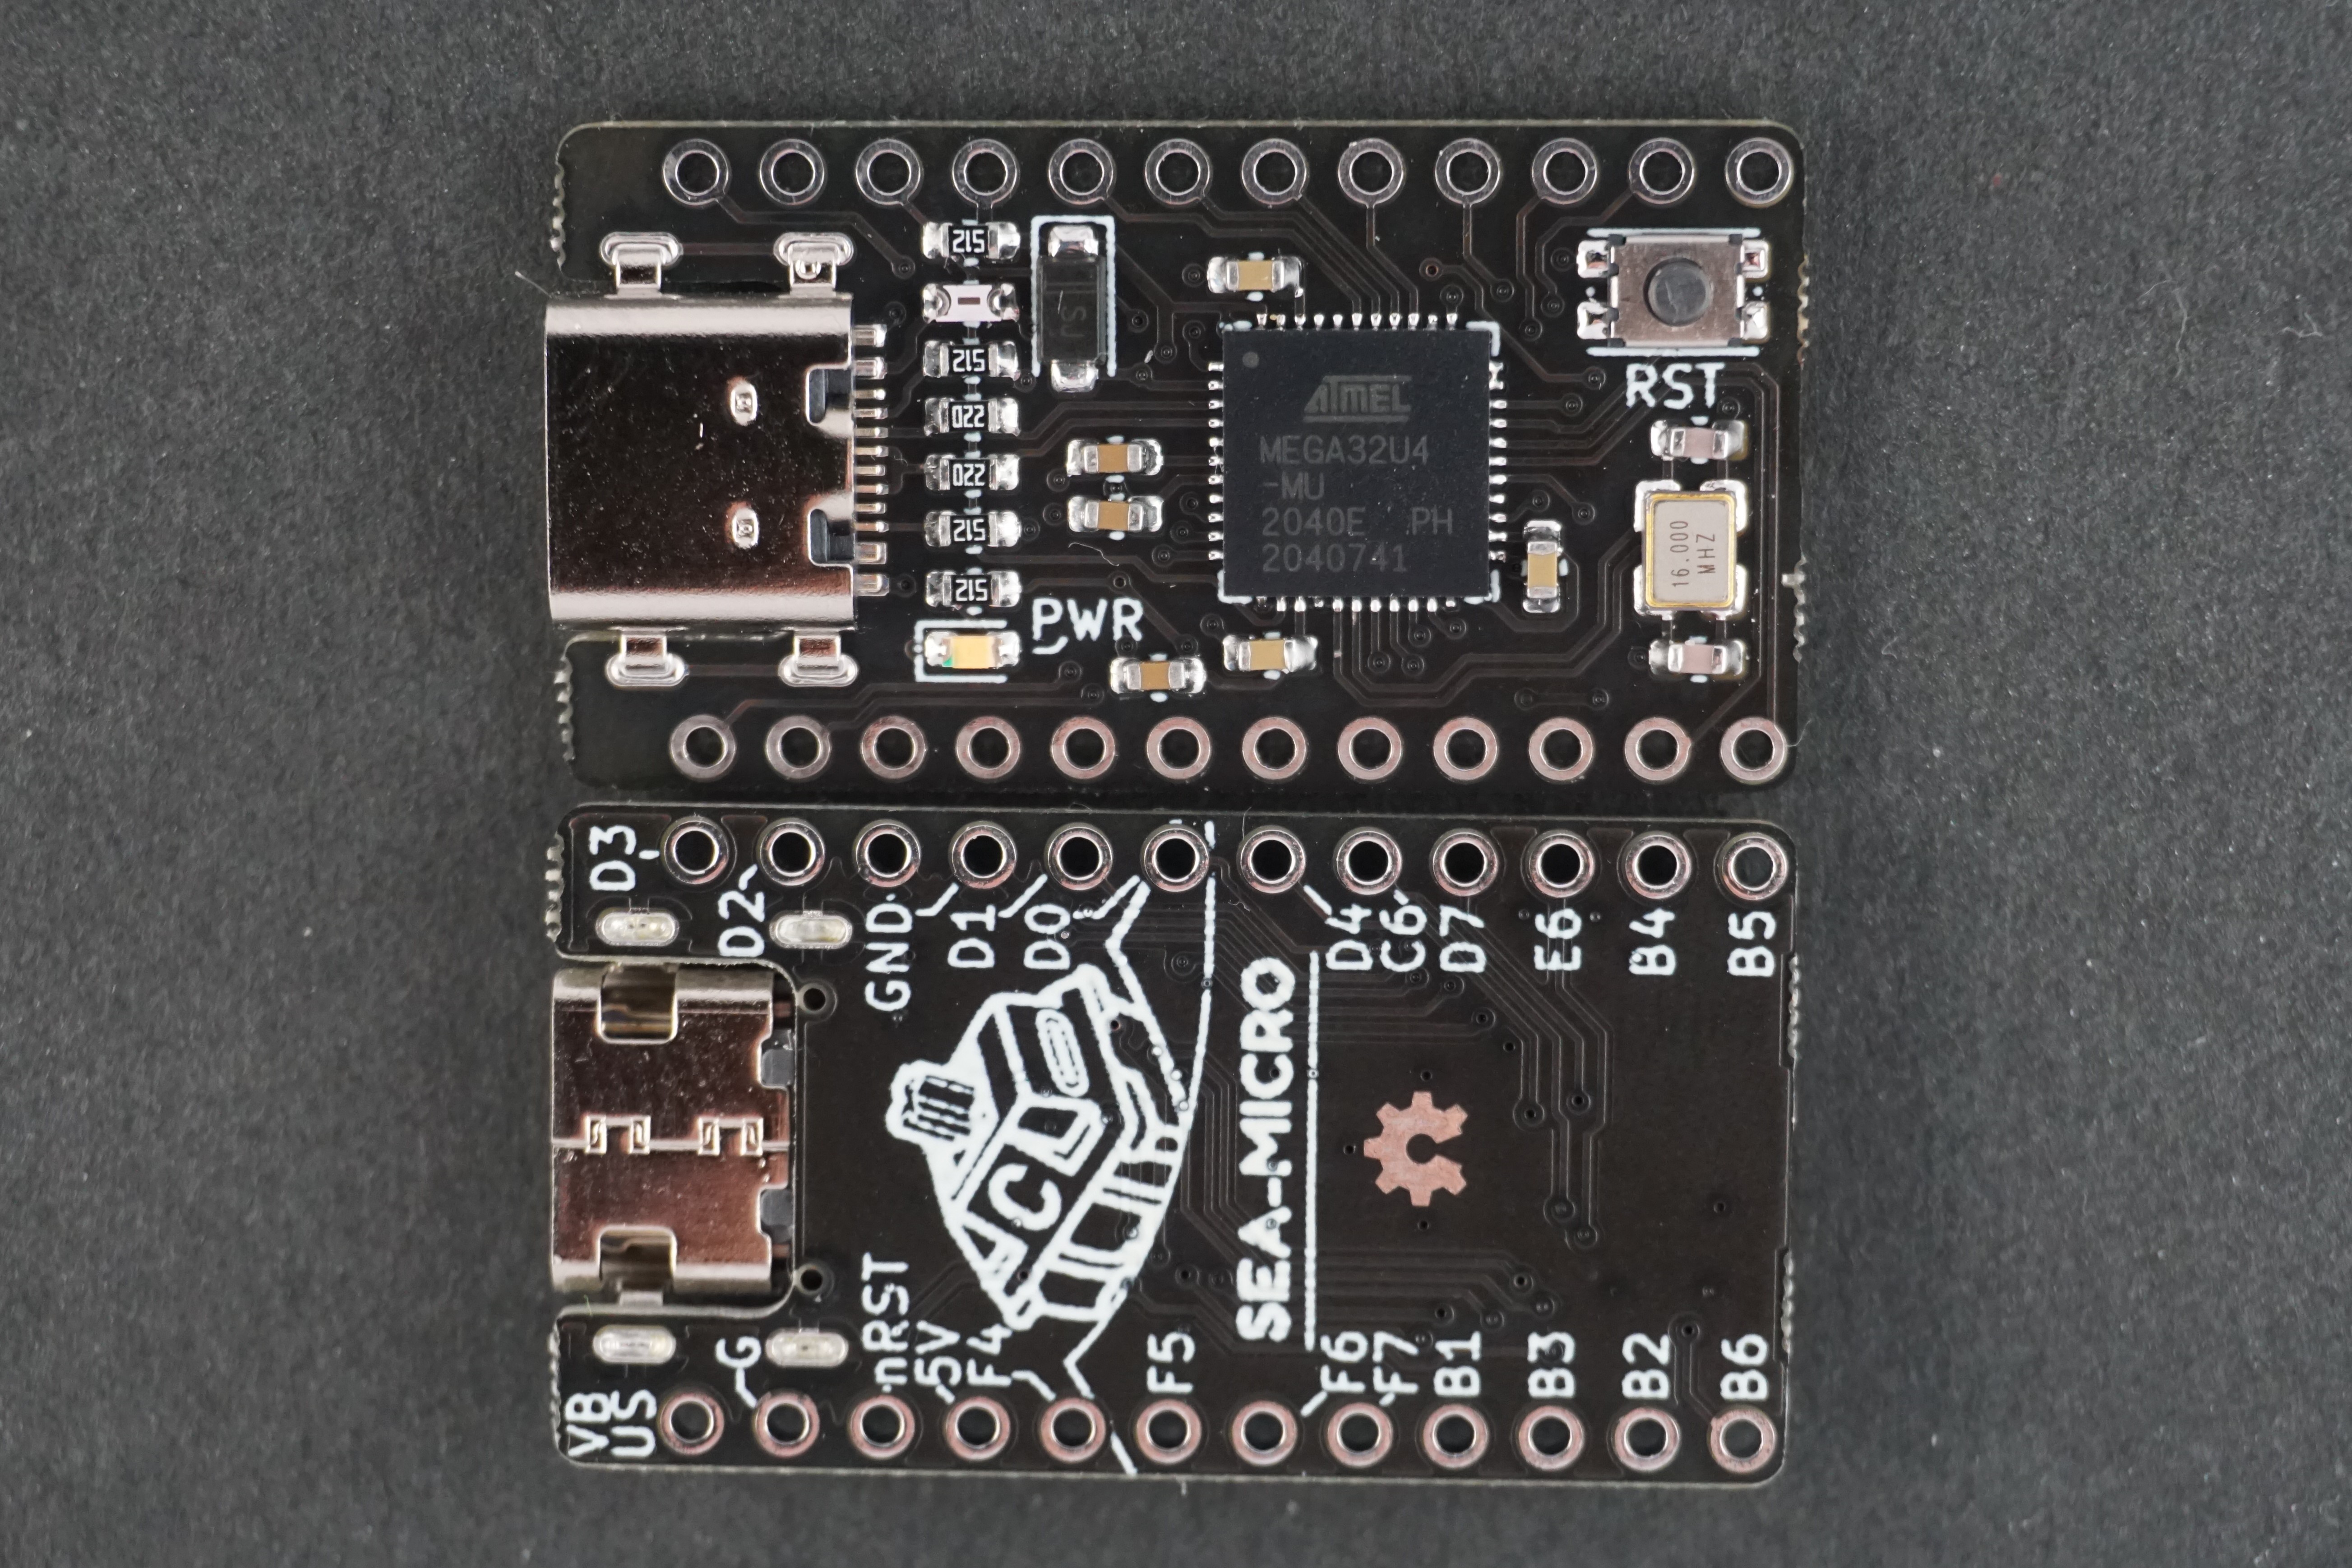 512
SJ
512
220
220
512
512
PWR
ATMEL
MEGA32U4
-MU
2040E PH
2040741
RST
16.000
MHZ
D3
D2
GND
D1
D0
D4
C6
D7
E6
B4
B5
SEA-MICRO
VB
US
G
nRST
5V
F4
F5
F6
F7
B1
B3
B2
B6